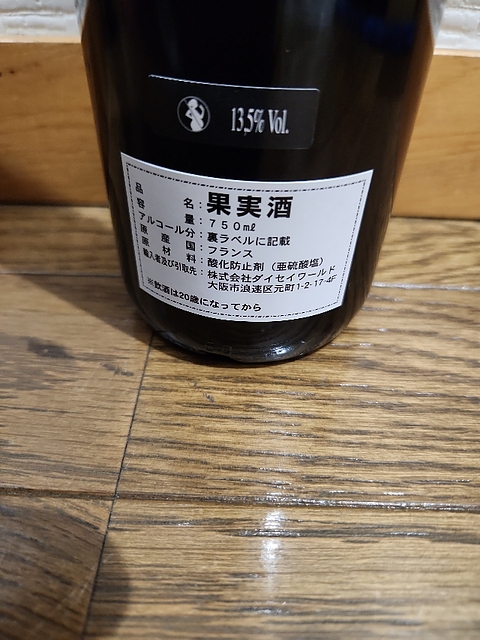 13,5% Vol.
品名：果実酒
容量：７５０㎖
アルコール分：裏ラベルに記載
原産国：フランス
原材料：酸化防止剤（亜硫酸塩）
輸入者及び引取先：株式会社ダイセイワールド
大阪市浪速区元町1-2-17-4F
※飲酒は20歳になってから